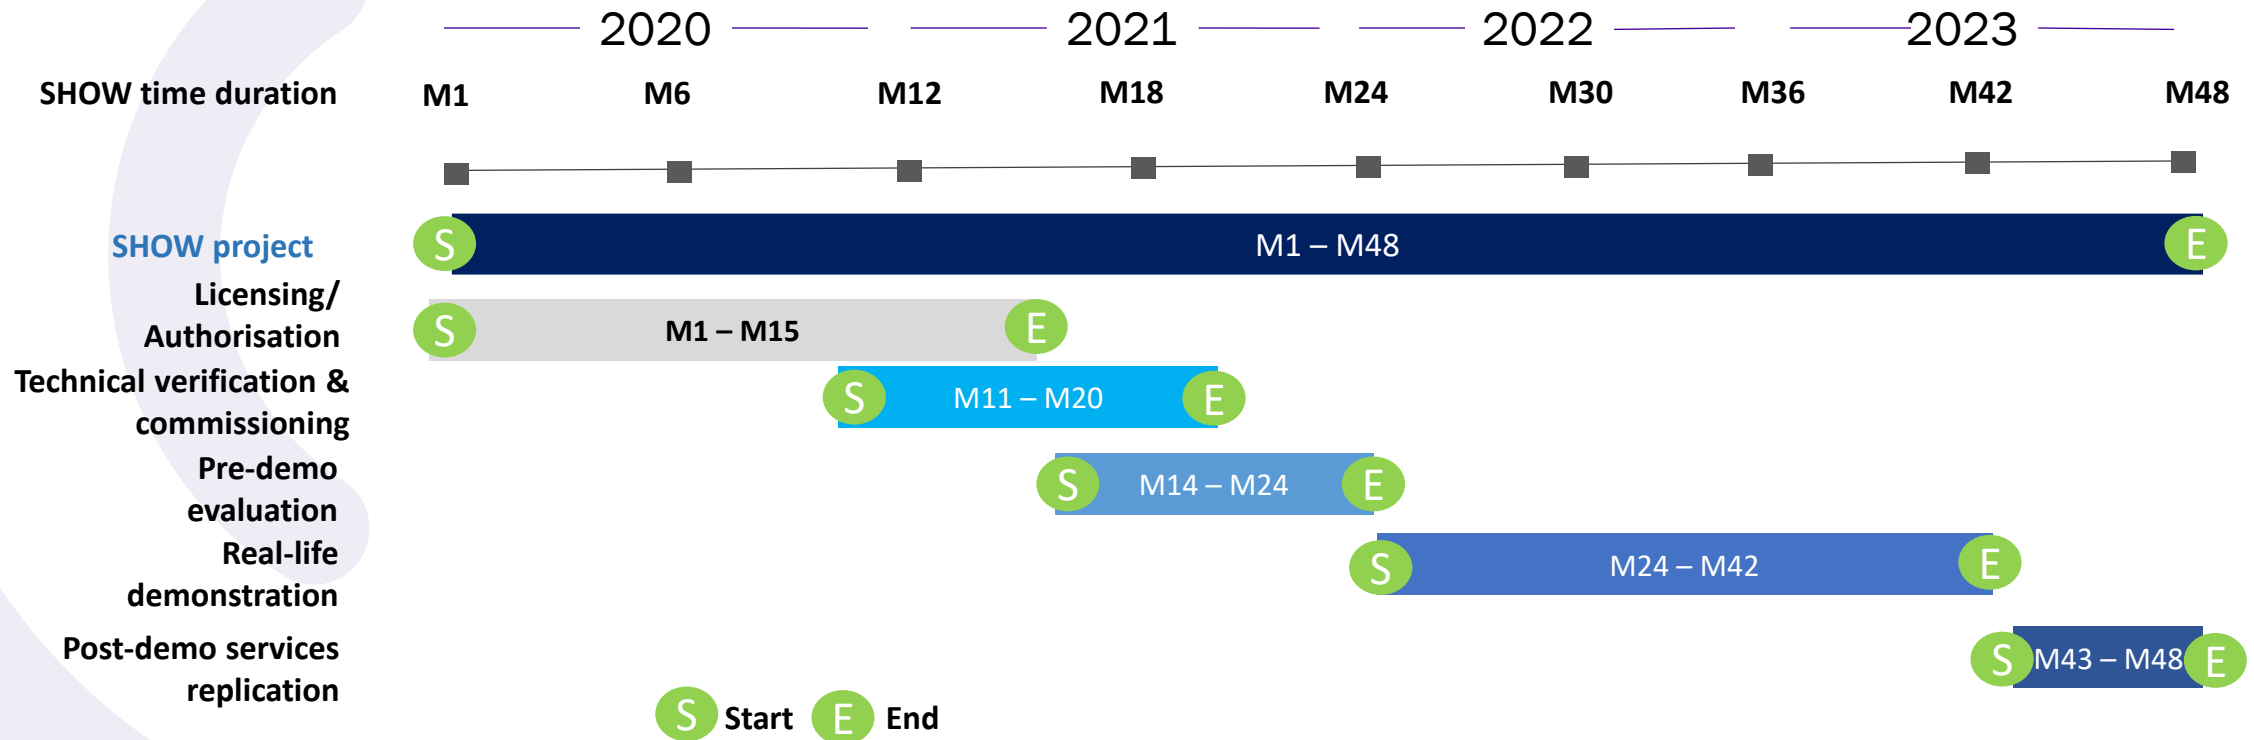 2020 2021 2022 2023
SHOW time duration M1 M6 M12 M18 M24 M30 M36 M42 M48
SHOW project S M1 – M48 E
Licensing/
Authorisation S M1 – M15 E
Technical verification &
commissioning S M11 – M20 E
Pre-demo
evaluation S M14 – M24 E
Real-life
demonstration S M24 – M42 E
Post-demo services
replication S M43 – M48 E
S Start E End